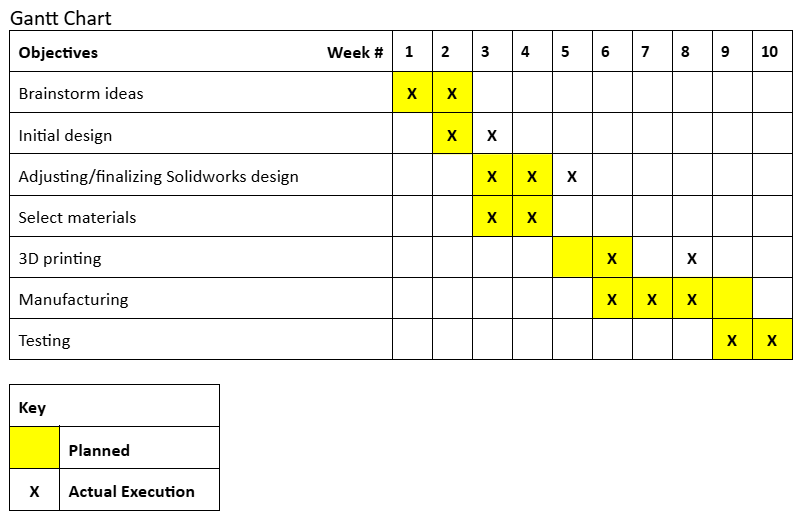 Gantt Chart
Objectives Week # 1 2 3 4 5 6 7 8 9 10
Brainstorm ideas X X
Initial design X X
Adjusting/finalizing Solidworks design X X X
Select materials X X
3D printing X X
Manufacturing X X X
Testing X X
Key
Planned
X Actual Execution